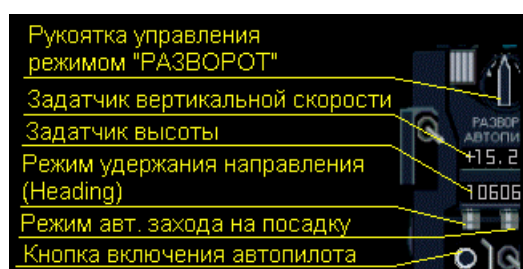 Рукоятка управления
режимом "РАЗВОРОТ"
Задатчик вертикальной скорости
Задатчик высоты
Режим удержания направления
(Heading)
Режим авт. захода на посадку
Кнопка включения автопилота
РАЗВОР
АВТОПИ
+15.2
10606